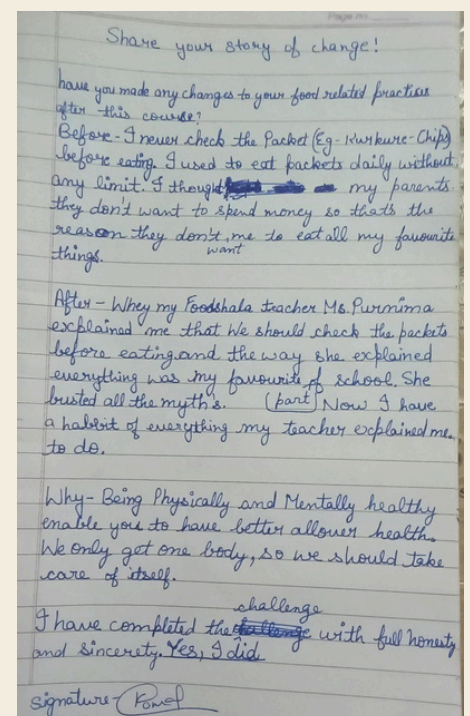 Page no
Share your story of change!
have you made any changes to your food related practices
after this course?
Before - I never check the Packet (Eg - Kurkure - Chips)
before eating. I used to eat packets daily without
any limit. I thought my parents
they don't want to spend money so thats the
reason they don't want me to eat all my favourite
things.
After - Whey my Foodshala teacher Ms. Purnima
explained me that We should check the packets
before eating.and the way she explained
everything was my favourite part of school. She
busted all the myth's. Now I have
a habbit of everything my teacher explained me.
to do.
Why - Being Physically and Mentally healthy
enable you to have better allover health.
We only get one body, so we should take
care of itself.
I have completed the challenge with full honesty
and sincerety. Yes, I did
signature -